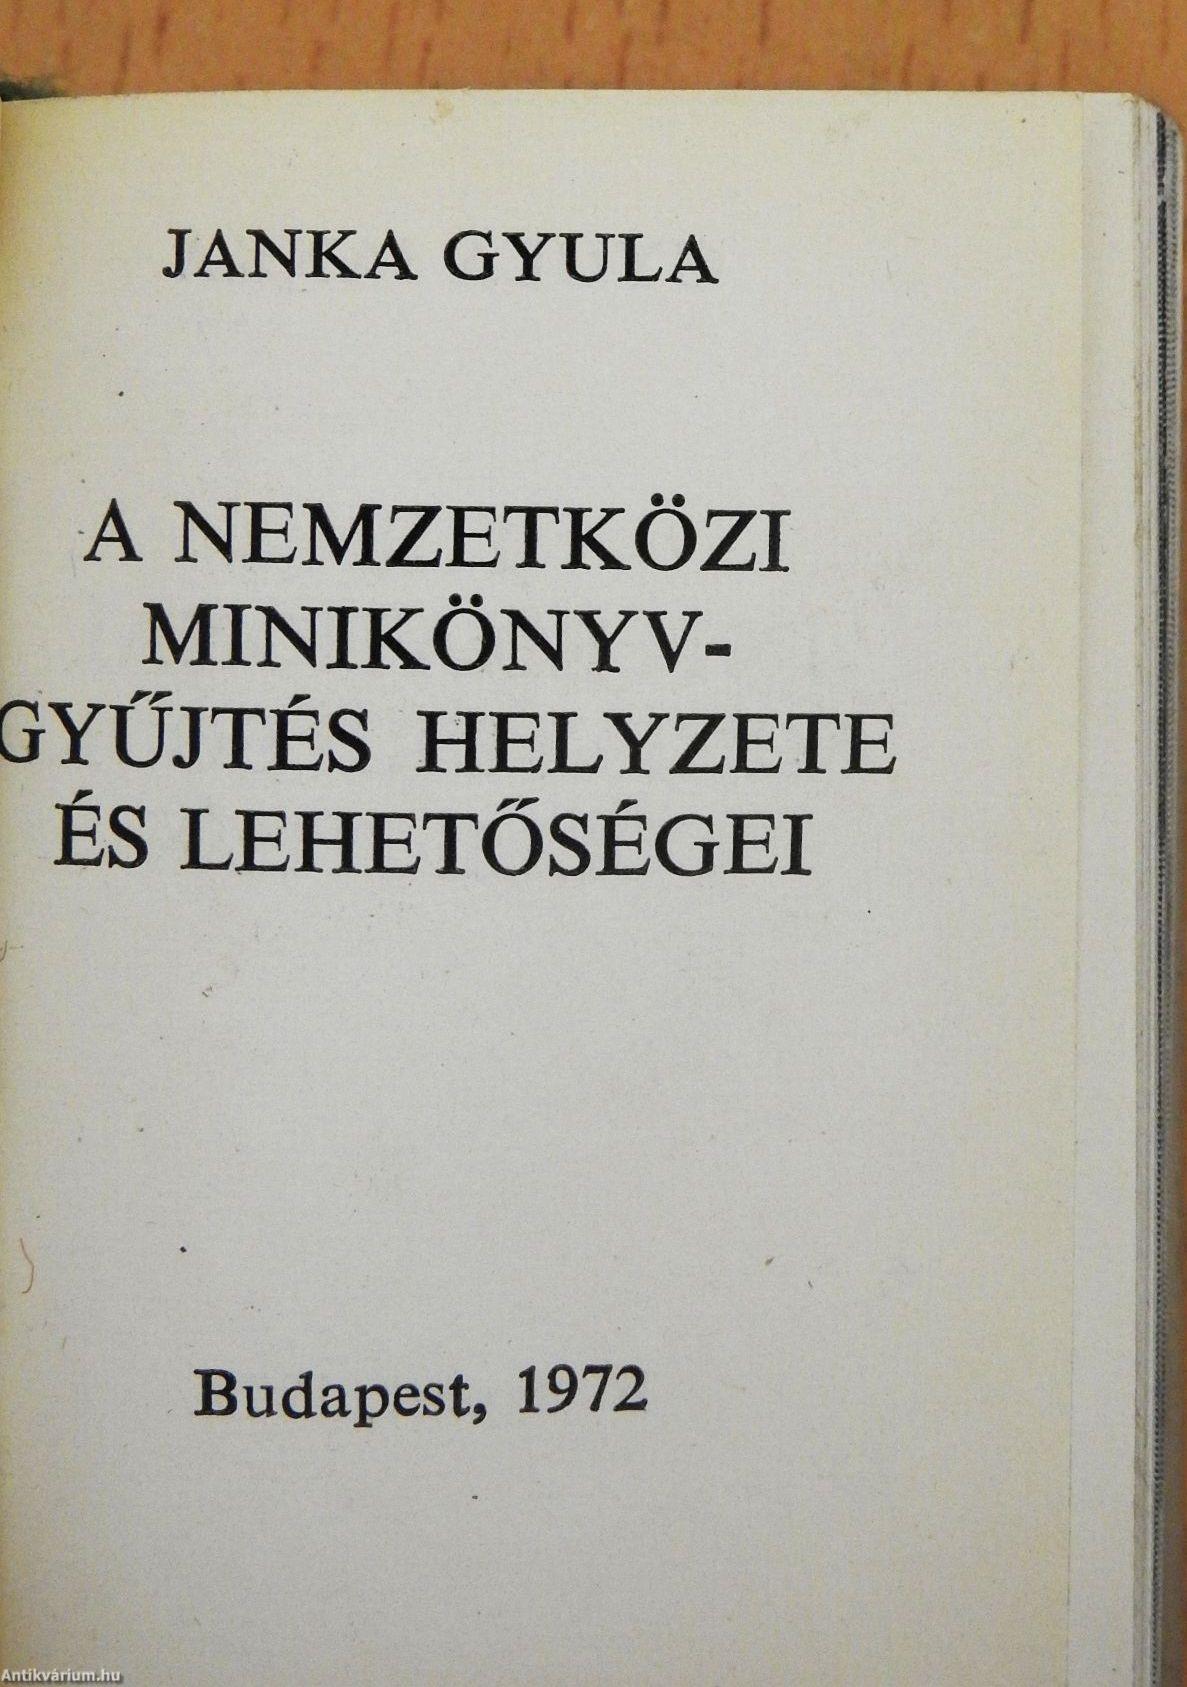 JANKA GYULA
A NEMZETKÖZI
MINIKÖNYV-
GYŰJTÉS HELYZETE
ÉS LEHETŐSÉGEI
Budapest, 1972
Antikvárium.hu